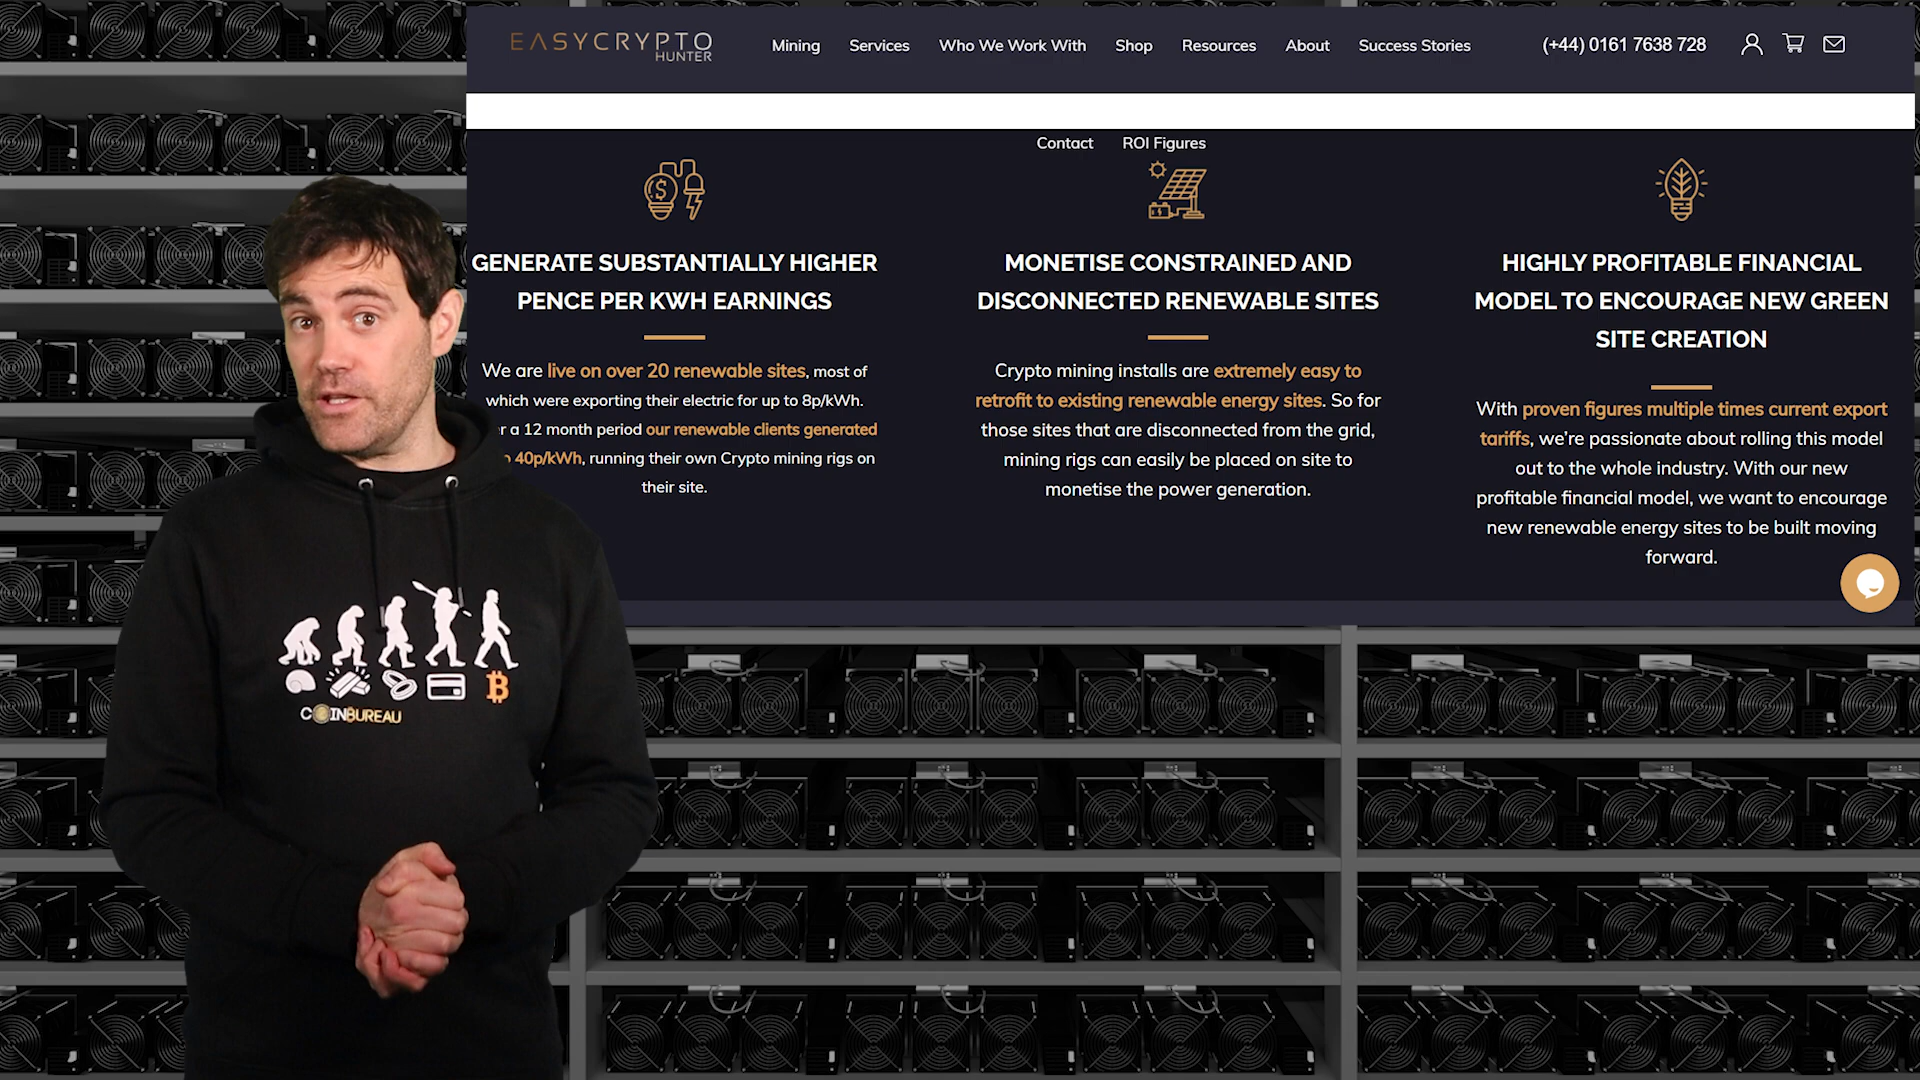 EASYCRYPTO
HUNTER
Mining Services Who We Work With Shop Resources About Success Stories (+44) 0161 7638 728
Contact ROI Figures
GENERATE SUBSTANTIALLY HIGHER
PENCE PER KWH EARNINGS
We are live on over 20 renewable sites, most of
which were exporting their electric for up to 8p/kWh.
a 12 month period our renewable clients generated
40p/kWh, running their own Crypto mining rigs on
their site.
MONETISE CONSTRAINED AND
DISCONNECTED RENEWABLE SITES
Crypto mining installs are extremely easy to
retrofit to existing renewable energy sites. So for
those sites that are disconnected from the grid,
mining rigs can easily be placed on site to
monetise the power generation.
HIGHLY PROFITABLE FINANCIAL
MODEL TO ENCOURAGE NEW GREEN
SITE CREATION
With proven figures multiple times current export
tariffs, we're passionate about rolling this model
out to the whole industry. With our new
profitable financial model, we want to encourage
new renewable energy sites to be built moving
forward.
COINBUREAU